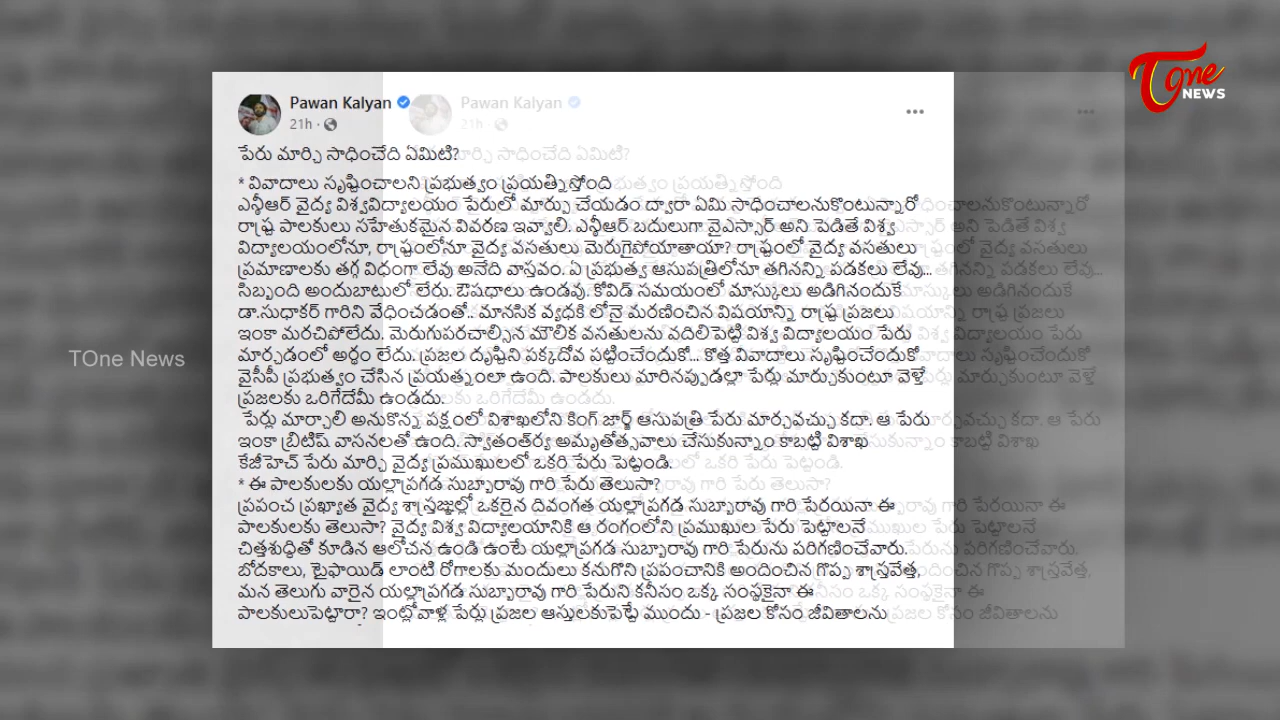 Tone NEWS
Pawan Kalyan
21h ·
పేరు మార్చి సాధించేది ఏమిటి?
* వివాదాలు సృష్టించాలని ప్రభుత్వం ప్రయత్నిస్తోంది
ఎన్టీఆర్ వైద్య విశ్వవిద్యాలయం పేరులో మార్పు చేయడం ద్వారా ఏమి సాధించాలనుకొంటున్నారో
రాష్ట్ర పాలకులు సహేతుకమైన వివరణ ఇవ్వాలి. ఎన్టీఆర్ బదులుగా వైఎస్సార్ అని పెడితే విశ్వ
విద్యాలయంలోనూ, రాష్ట్రంలోనూ వైద్య వసతులు మెరుగైపోయాతాయా? రాష్ట్రంలో వైద్య వసతులు
ప్రమాణాలకు తగ్గ విధంగా లేవు అనేది వాస్తవం. ఏ ప్రభుత్వ ఆసుపత్రిలోనూ తగినన్ని పడకలు లేవు...
సిబ్బంది అందుబాటులో లేరు. ఔషధాలు ఉండవు. కోవిడ్ సమయంలో మాస్కులు అడిగినందుకే
డా.సుధాకర్ గారిని వేధించడంతో.. మానసిక వ్యధకి లోనై మరణించిన విషయాన్ని రాష్ట్ర ప్రజలు
ఇంకా మరచిపోలేదు. మెరుగుపరచాల్సిన మౌలిక వసతులను వదిలిపెట్టి విశ్వ విద్యాలయం పేరు
మార్చడంలో అర్థం లేదు. ప్రజల దృష్టిని పక్కదోవ పట్టించేందుకో... కొత్త వివాదాలు సృష్టించేందుకో
వైసీపీ ప్రభుత్వం చేసిన ప్రయత్నంలా ఉంది. పాలకులు మారినప్పుడల్లా పేర్లు మార్చుకుంటూ వెళ్తే
ప్రజలకు ఒరిగేదేమీ ఉండదు.
పేర్లు మార్చాలి అనుకొన్న పక్షంలో విశాఖలోని కింగ్ జార్జ్ ఆసుపత్రి పేరు మార్చవచ్చు కదా. ఆ పేరు
ఇంకా బ్రిటిష్ వాసనలతో ఉంది. స్వాతంత్ర్య అమృతోత్సవాలు చేసుకున్నాం కాబట్టి విశాఖ
కేజీహెచ్ పేరు మార్చి వైద్య ప్రముఖులలో ఒకరి పేరు పెట్టండి.
* ఈ పాలకులకు యల్లాప్రగడ సుబ్బారావు గారి పేరు తెలుసా?
ప్రపంచ ప్రఖ్యాత వైద్య శాస్త్రజ్ఞుల్లో ఒకరైన దివంగత యల్లాప్రగడ సుబ్బారావు గారి పేరయినా ఈ
పాలకులకు తెలుసా? వైద్య విశ్వ విద్యాలయానికి ఆ రంగంలోని ప్రముఖుల పేరు పెట్టాలనే
చిత్తశుద్ధితో కూడిన ఆలోచన ఉండి ఉంటే యల్లాప్రగడ సుబ్బారావు గారి పేరును పరిగణించేవారు.
బోదకాలు, టైఫాయిడ్ లాంటి రోగాలకు మందులు కనుగొని ప్రపంచానికి అందించిన గొప్ప శాస్త్రవేత్త,
మన తెలుగు వారైన యల్లాప్రగడ సుబ్బారావు గారి పేరుని కనీసం ఒక్క సంస్థకైనా ఈ
పాలకులుపెట్టారా? ఇంట్లోవాళ్ల పేర్లు ప్రజల ఆస్తులకుపెట్టే ముందు - ప్రజల కోసం జీవితాలను
TOne News